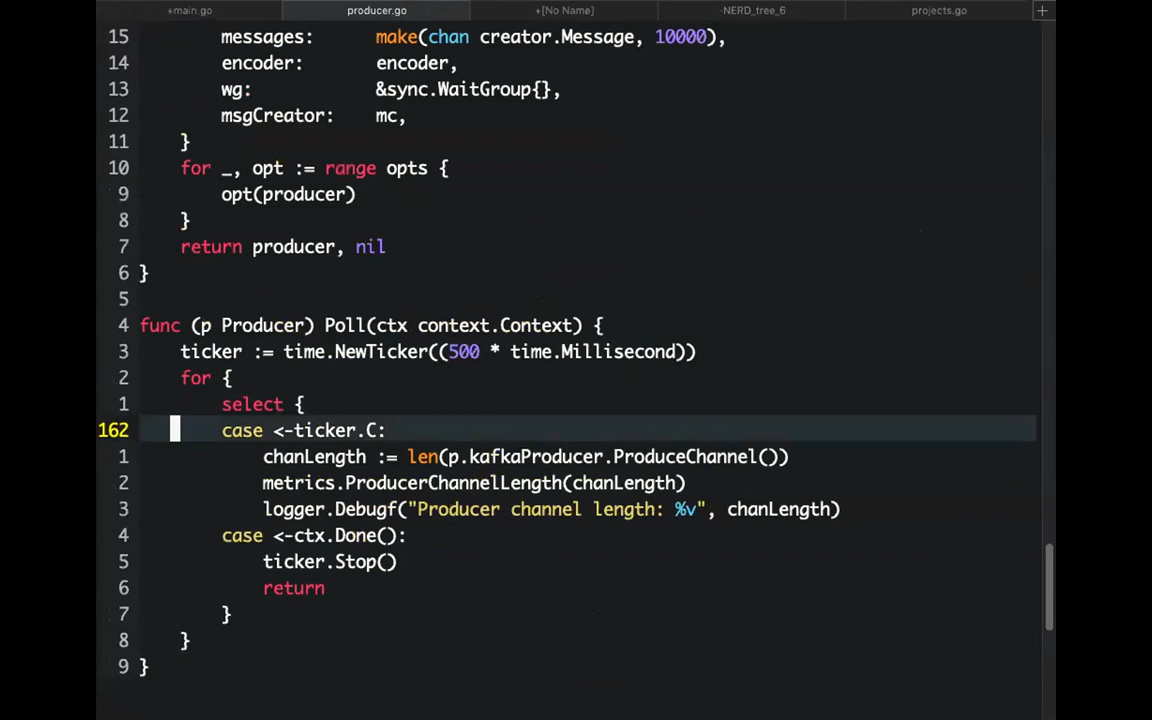 +main.go producer.go +[No Name] -NERD_tree_6 projects.go +
15 messages: make(chan creator.Message, 10000),
14 encoder: encoder,
13 wg: &sync.WaitGroup{},
12 msgCreator: mc,
11 }
10 for _, opt := range opts {
9 opt(producer)
8 }
7 return producer, nil
6 }
5
4 func (p Producer) Poll(ctx context.Context) {
3 ticker := time.NewTicker((500 * time.Millisecond))
2 for {
1 select {
162 case <-ticker.C:
1 chanLength := len(p.kafkaProducer.ProduceChannel())
2 metrics.ProducerChannelLength(chanLength)
3 logger.Debugf("Producer channel length: %v", chanLength)
4 case <-ctx.Done():
5 ticker.Stop()
6 return
7 }
8 }
9 }